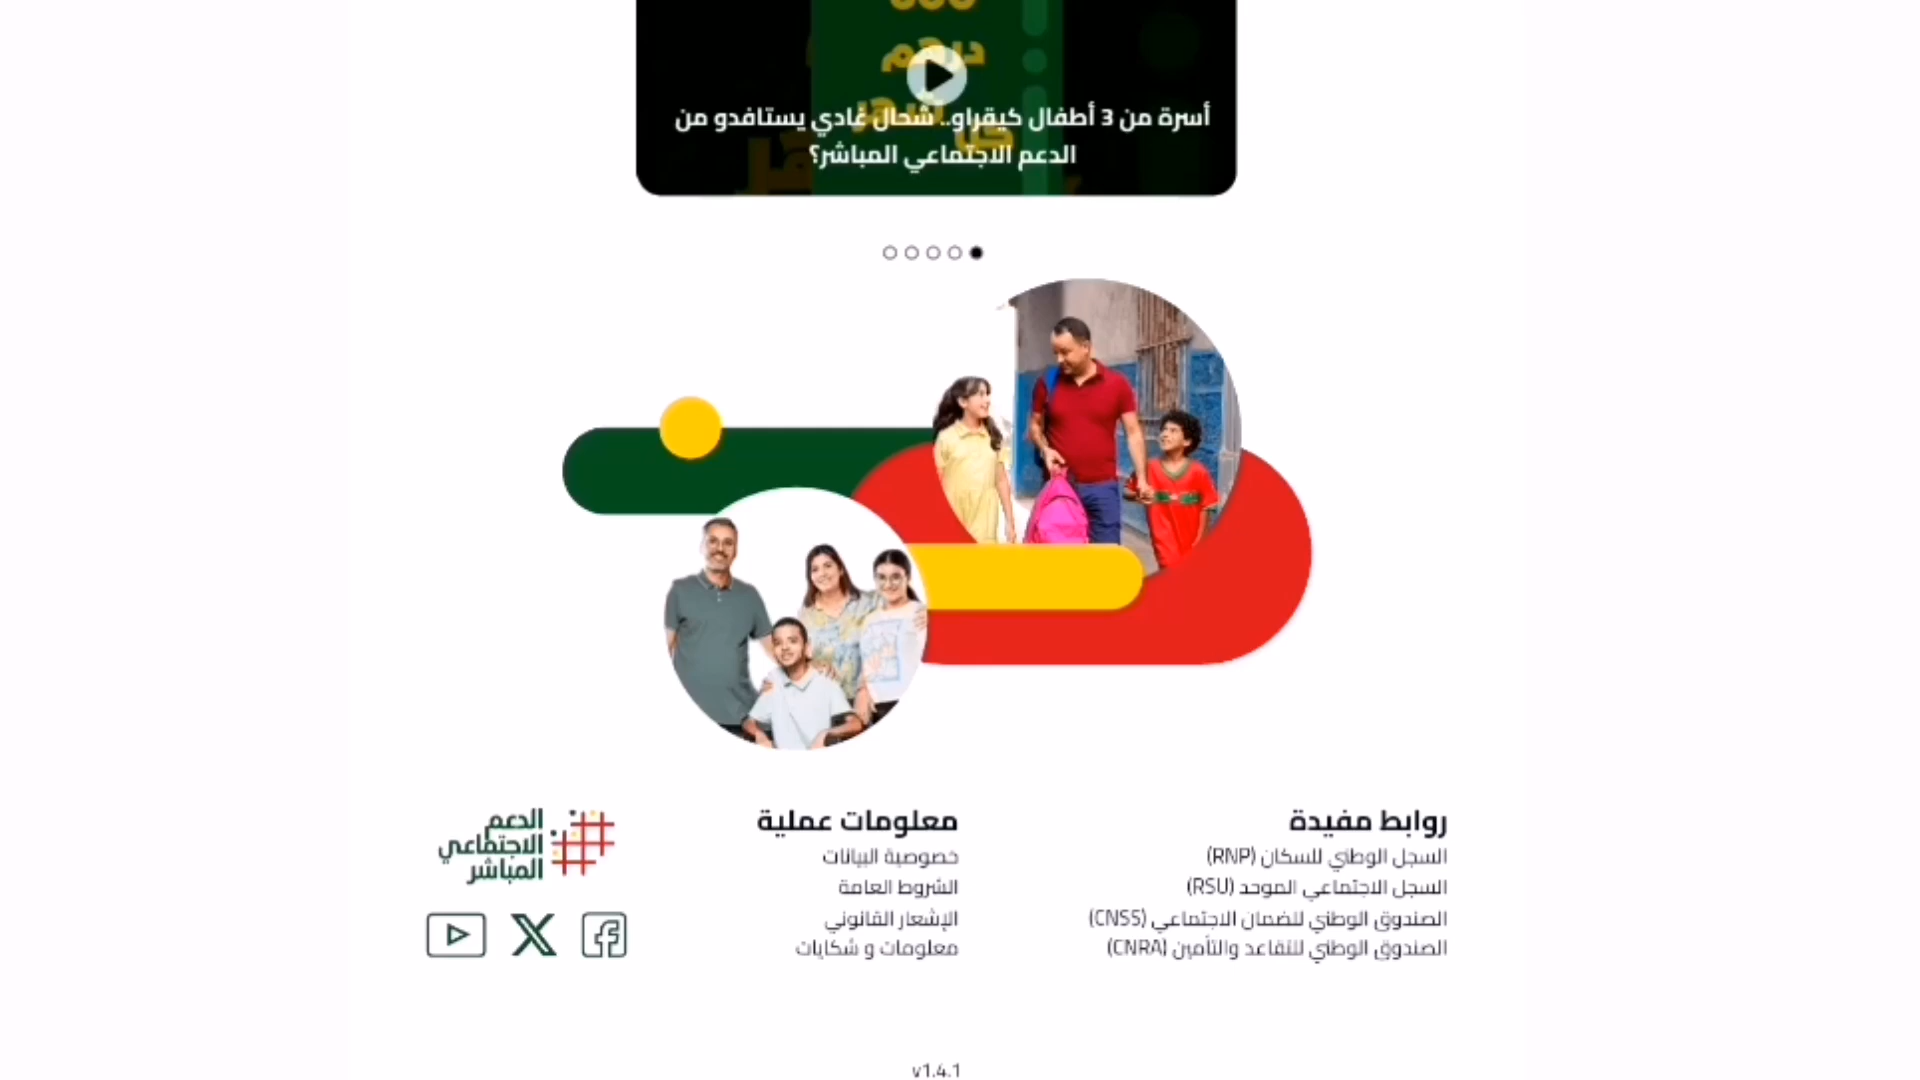 درهم
أسرة من 3 أطفال كيقراو.. شحال غادي يستافدو من
الدعم الاجتماعي المباشر؟
روابط مفيدة
السجل الوطني للسكان (RNP)
السجل الاجتماعي الموحد (RSU)
الصندوق الوطني للضمان الاجتماعي (CNSS)
الصندوق الوطني للتقاعد والتأمين (CNRA)
معلومات عملية
خصوصية البيانات
الشروط العامة
الإشعار القانوني
معلومات و شكايات
الدعم
الاجتماعي
المباشر
v1.4.1